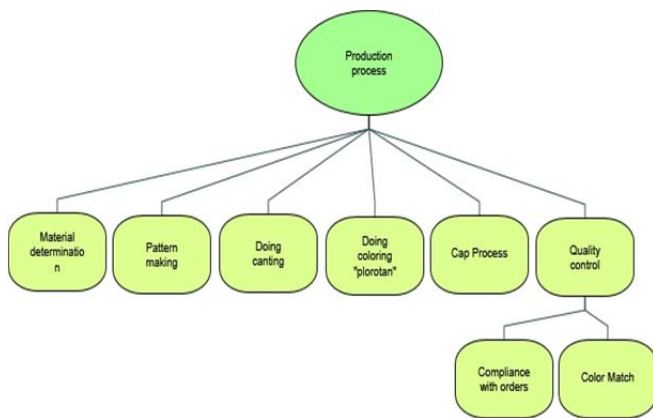 Production
process
Material
determinatio
n
Pattern
making
Doing
canting
Doing
coloring
"plorotan"
Cap Process
Quality
control
Compliance
with orders
Color Match